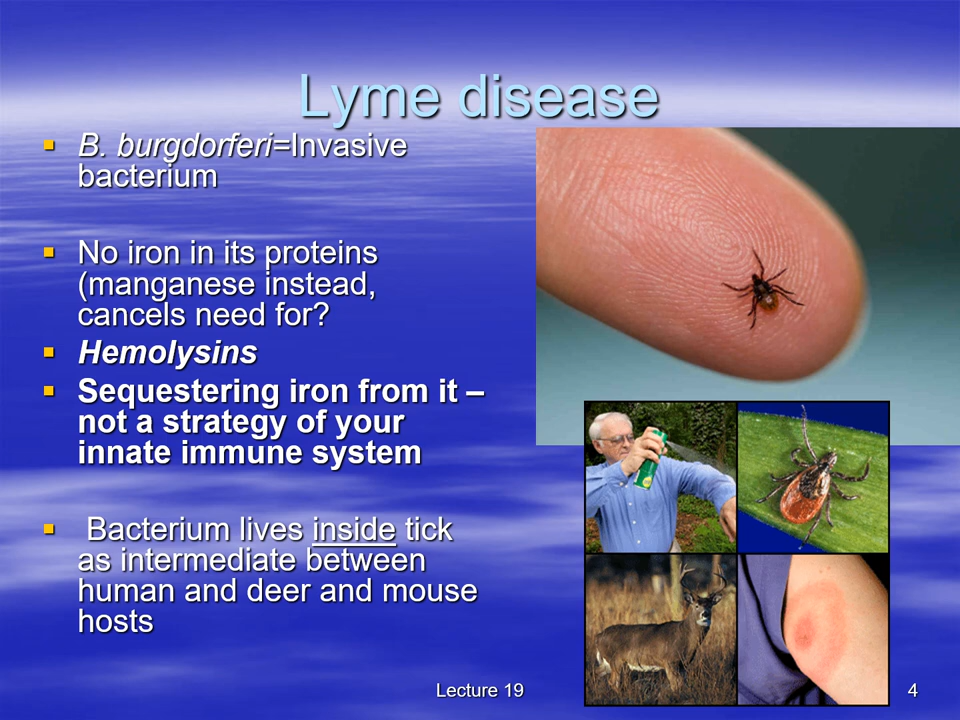 Lyme disease
B. burgdorferi=Invasive
bacterium
No iron in its proteins
(manganese instead,
cancels need for?
Hemolysins
Sequestering iron from it –
not a strategy of your
innate immune system
Bacterium lives inside tick
as intermediate between
human and deer and mouse
hosts
Lecture 19
4